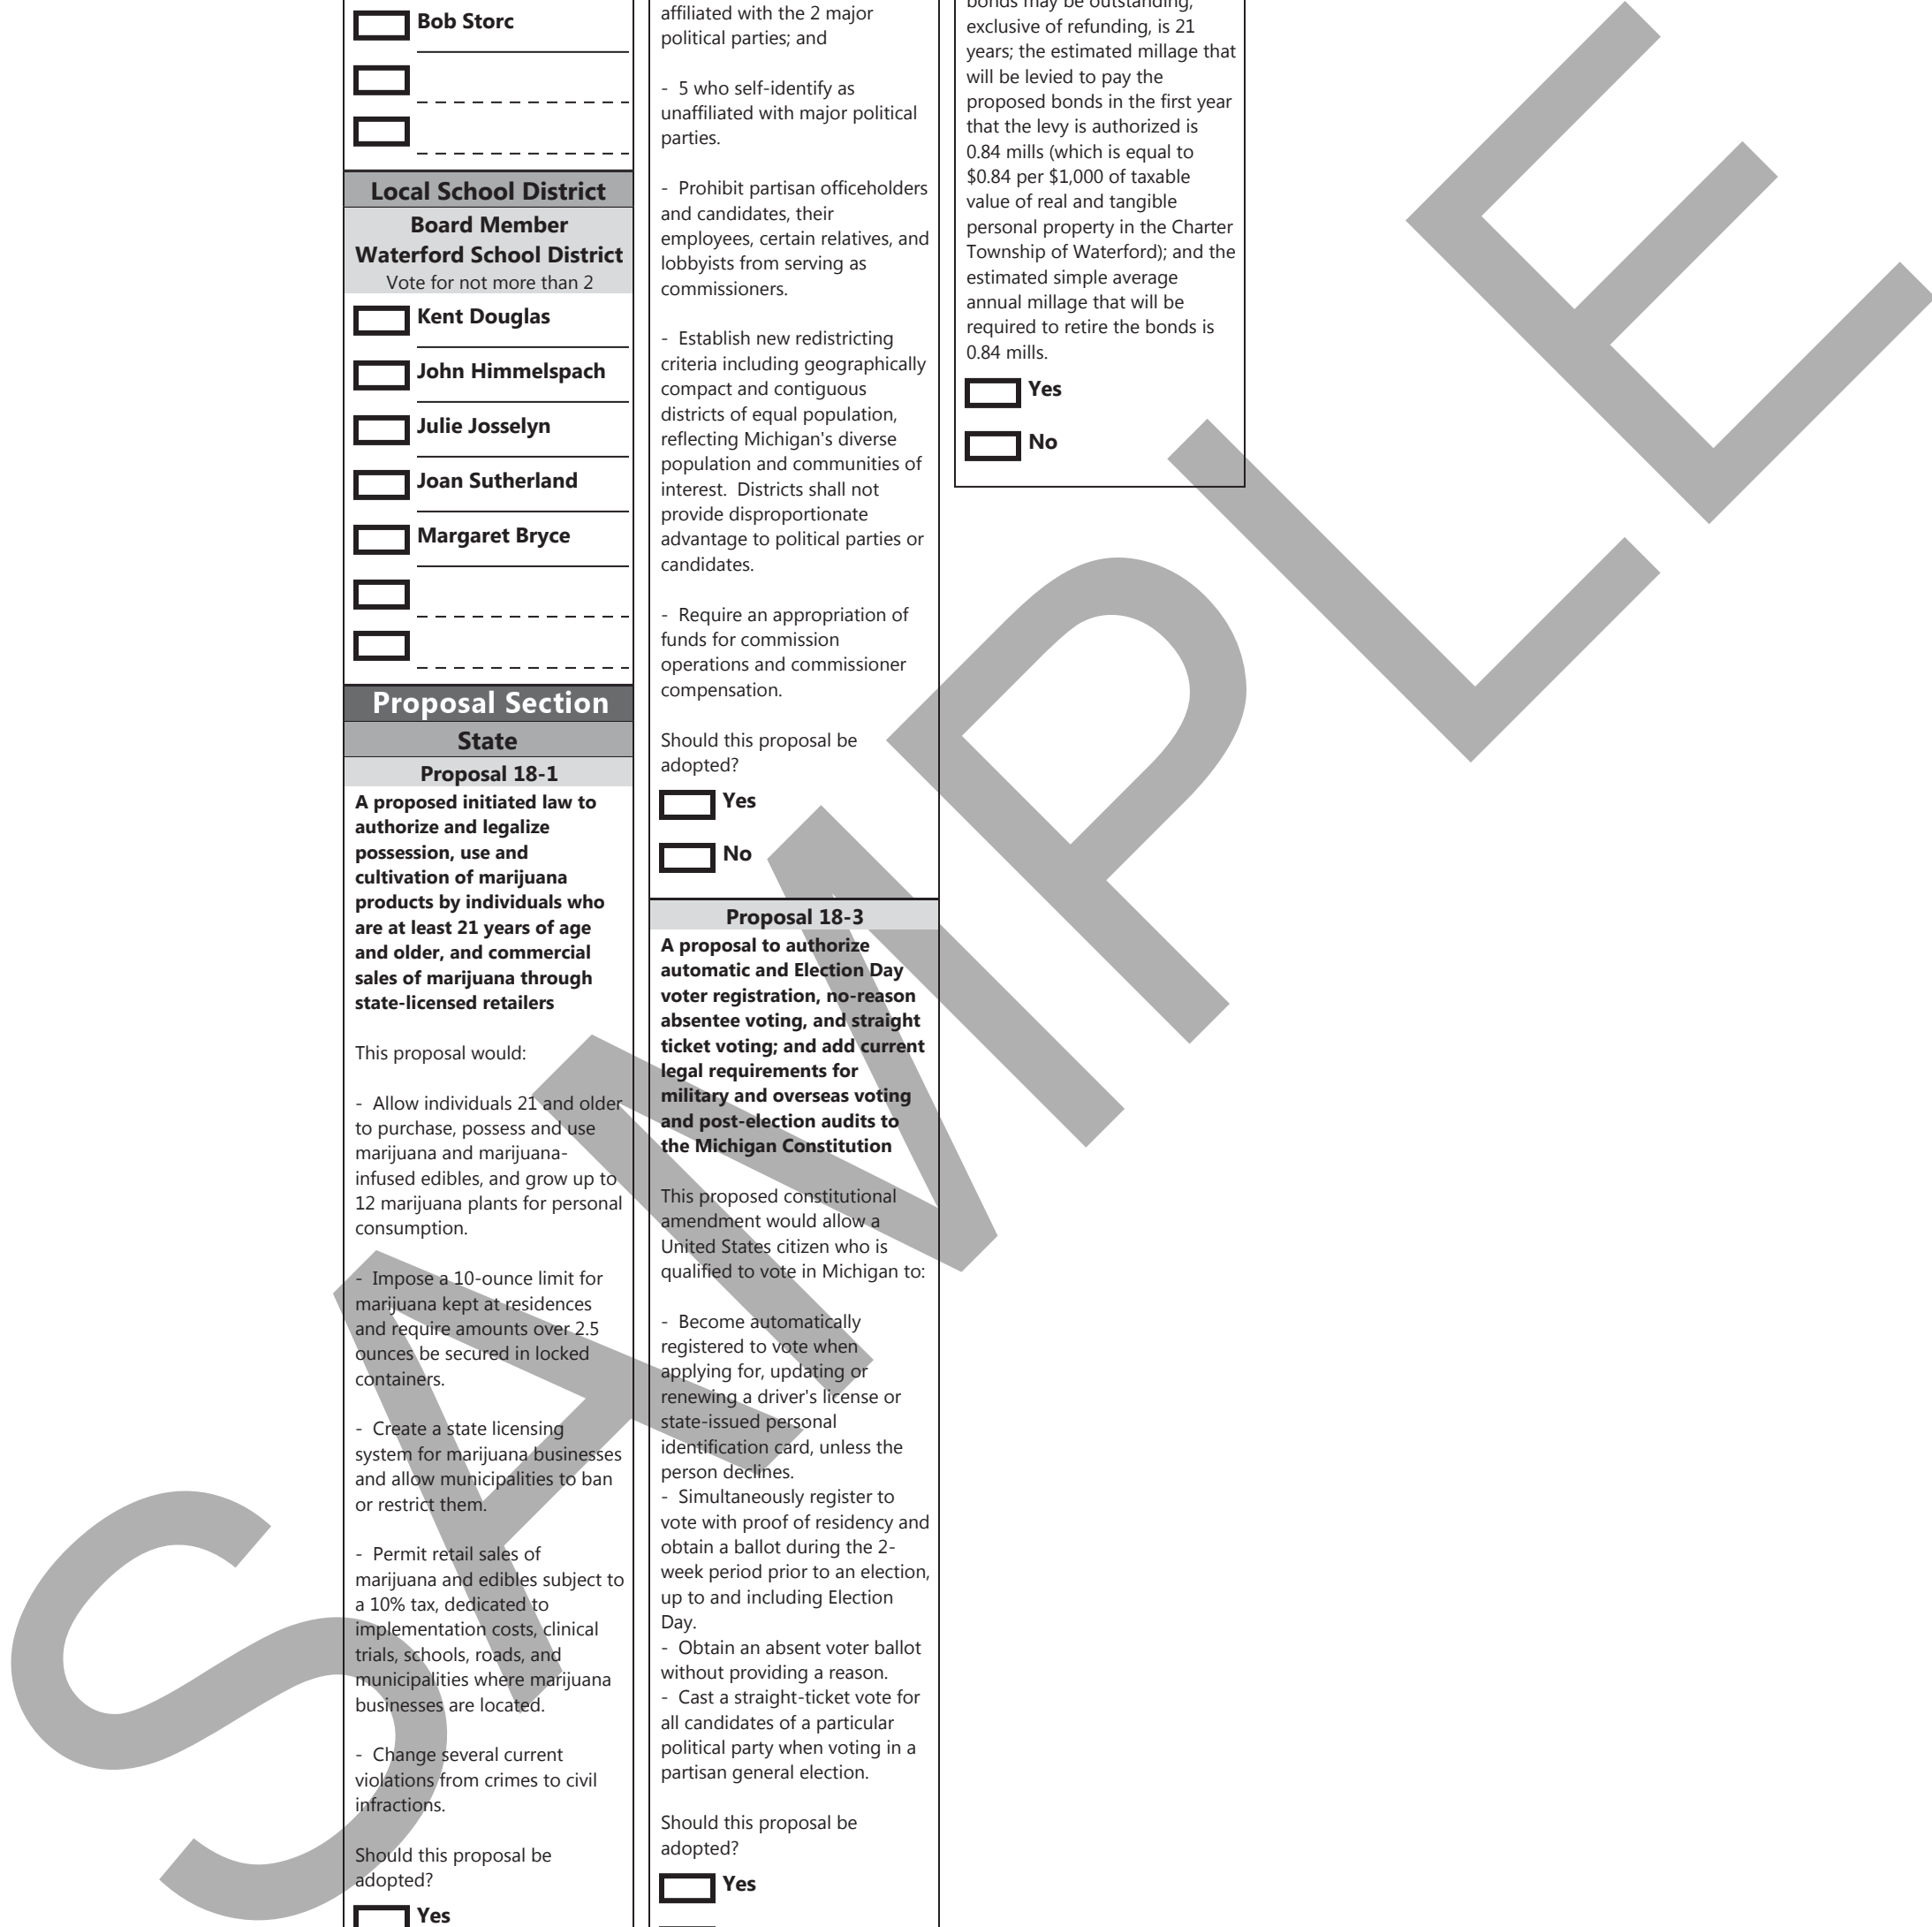 Bob Storc
Local School District
Board Member
Waterford School District
Vote for not more than 2
Kent Douglas
John Himmelspach
Julie Josselyn
Joan Sutherland
Margaret Bryce
Proposal Section
State
Proposal 18-1
A proposed initiated law to
authorize and legalize
possession, use and
cultivation of marijuana
products by individuals who
are at least 21 years of age
and older, and commercial
sales of marijuana through
state-licensed retailers
This proposal would:
- Allow individuals 21 and older
to purchase, possess and use
marijuana and marijuana-
infused edibles, and grow up to
12 marijuana plants for personal
consumption.
- Impose a 10-ounce limit for
marijuana kept at residences
and require amounts over 2.5
ounces be secured in locked
containers.
- Create a state licensing
system for marijuana businesses
and allow municipalities to ban
or restrict them.
- Permit retail sales of
marijuana and edibles subject to
a 10% tax, dedicated to
implementation costs, clinical
trials, schools, roads, and
municipalities where marijuana
businesses are located.
- Change several current
violations from crimes to civil
infractions.
Should this proposal be
adopted?
Yes
affiliated with the 2 major
political parties; and
- 5 who self-identify as
unaffiliated with major political
parties.
- Prohibit partisan officeholders
and candidates, their
employees, certain relatives, and
lobbyists from serving as
commissioners.
- Establish new redistricting
criteria including geographically
compact and contiguous
districts of equal population,
reflecting Michigan's diverse
population and communities of
interest. Districts shall not
provide disproportionate
advantage to political parties or
candidates.
- Require an appropriation of
funds for commission
operations and commissioner
compensation.
Should this proposal be
adopted?
Yes
No
Proposal 18-3
A proposal to authorize
automatic and Election Day
voter registration, no-reason
absentee voting, and straight
ticket voting; and add current
legal requirements for
military and overseas voting
and post-election audits to
the Michigan Constitution
This proposed constitutional
amendment would allow a
United States citizen who is
qualified to vote in Michigan to:
- Become automatically
registered to vote when
applying for, updating or
renewing a driver's license or
state-issued personal
identification card, unless the
person declines.
- Simultaneously register to
vote with proof of residency and
obtain a ballot during the 2-
week period prior to an election,
up to and including Election
Day.
- Obtain an absent voter ballot
without providing a reason.
- Cast a straight-ticket vote for
all candidates of a particular
political party when voting in a
partisan general election.
Should this proposal be
adopted?
Yes
bonds may be outstanding,
exclusive of refunding, is 21
years; the estimated millage that
will be levied to pay the
proposed bonds in the first year
that the levy is authorized is
0.84 mills (which is equal to
$0.84 per $1,000 of taxable
value of real and tangible
personal property in the Charter
Township of Waterford); and the
estimated simple average
annual millage that will be
required to retire the bonds is
0.84 mills.
Yes
No
SAMPLE